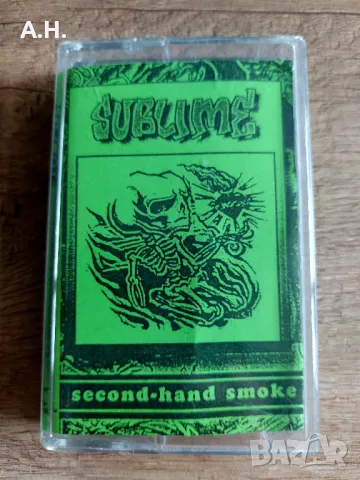 A.H.
SUBLIME
second-hand smoke
BAZAR